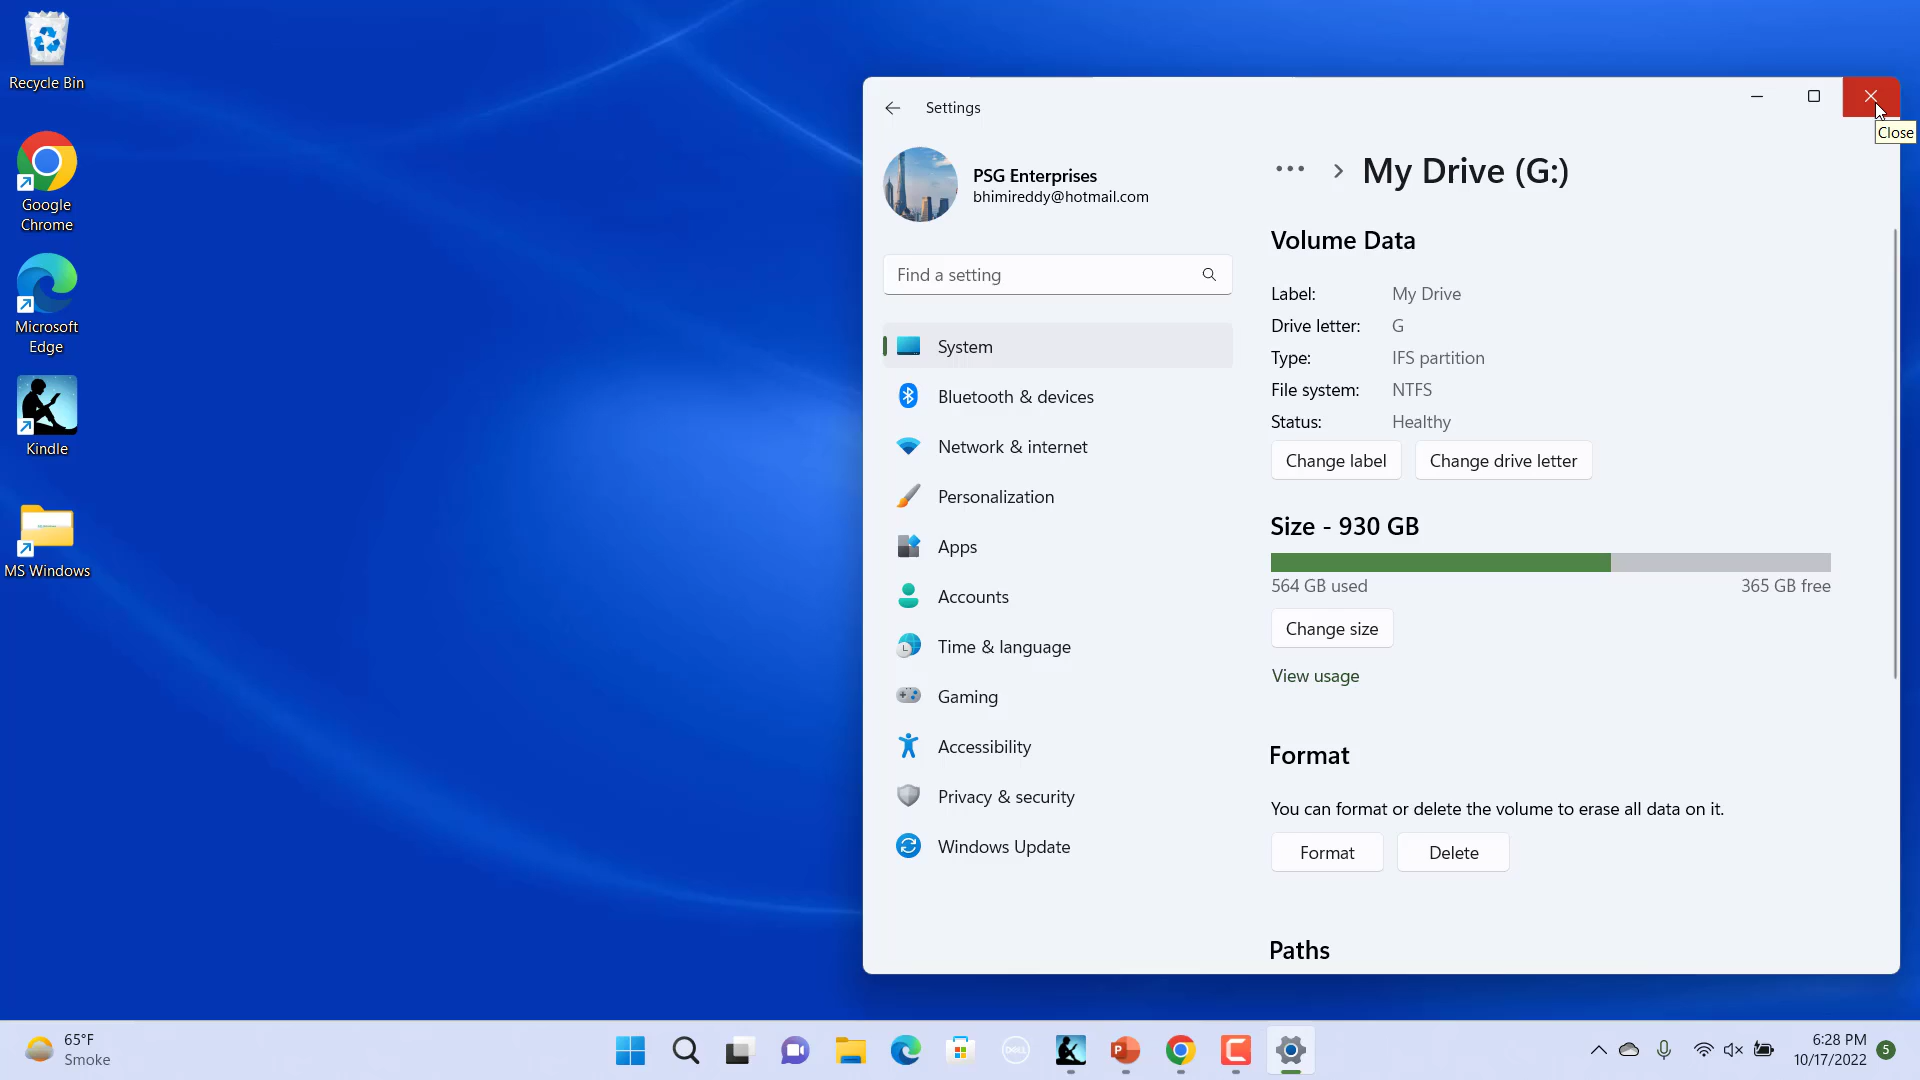 Recycle Bin
Google
Chrome
Microsoft
Edge
Kindle
MS Windows
Settings
Close
PSG Enterprises
bhimireddy@hotmail.com
Find a setting
System
Bluetooth & devices
Network & internet
Personalization
Apps
Accounts
Time & language
Gaming
Accessibility
Privacy & security
Windows Update
··· > My Drive (G:)
Volume Data
Label: My Drive
Drive letter: G
Type: IFS partition
File system: NTFS
Status: Healthy
Change label Change drive letter
Size - 930 GB
564 GB used 365 GB free
Change size
View usage
Format
You can format or delete the volume to erase all data on it.
Format Delete
Paths
65°F
Smoke
DELL
6:28 PM
10/17/2022
5